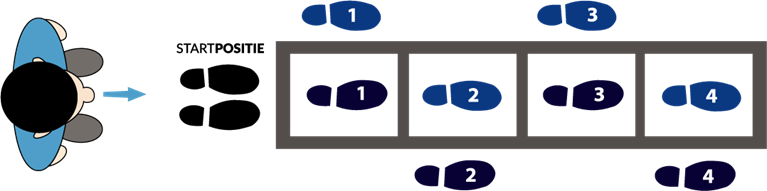 1 3
STARTPOSITIE
1 2 3 4
2 4